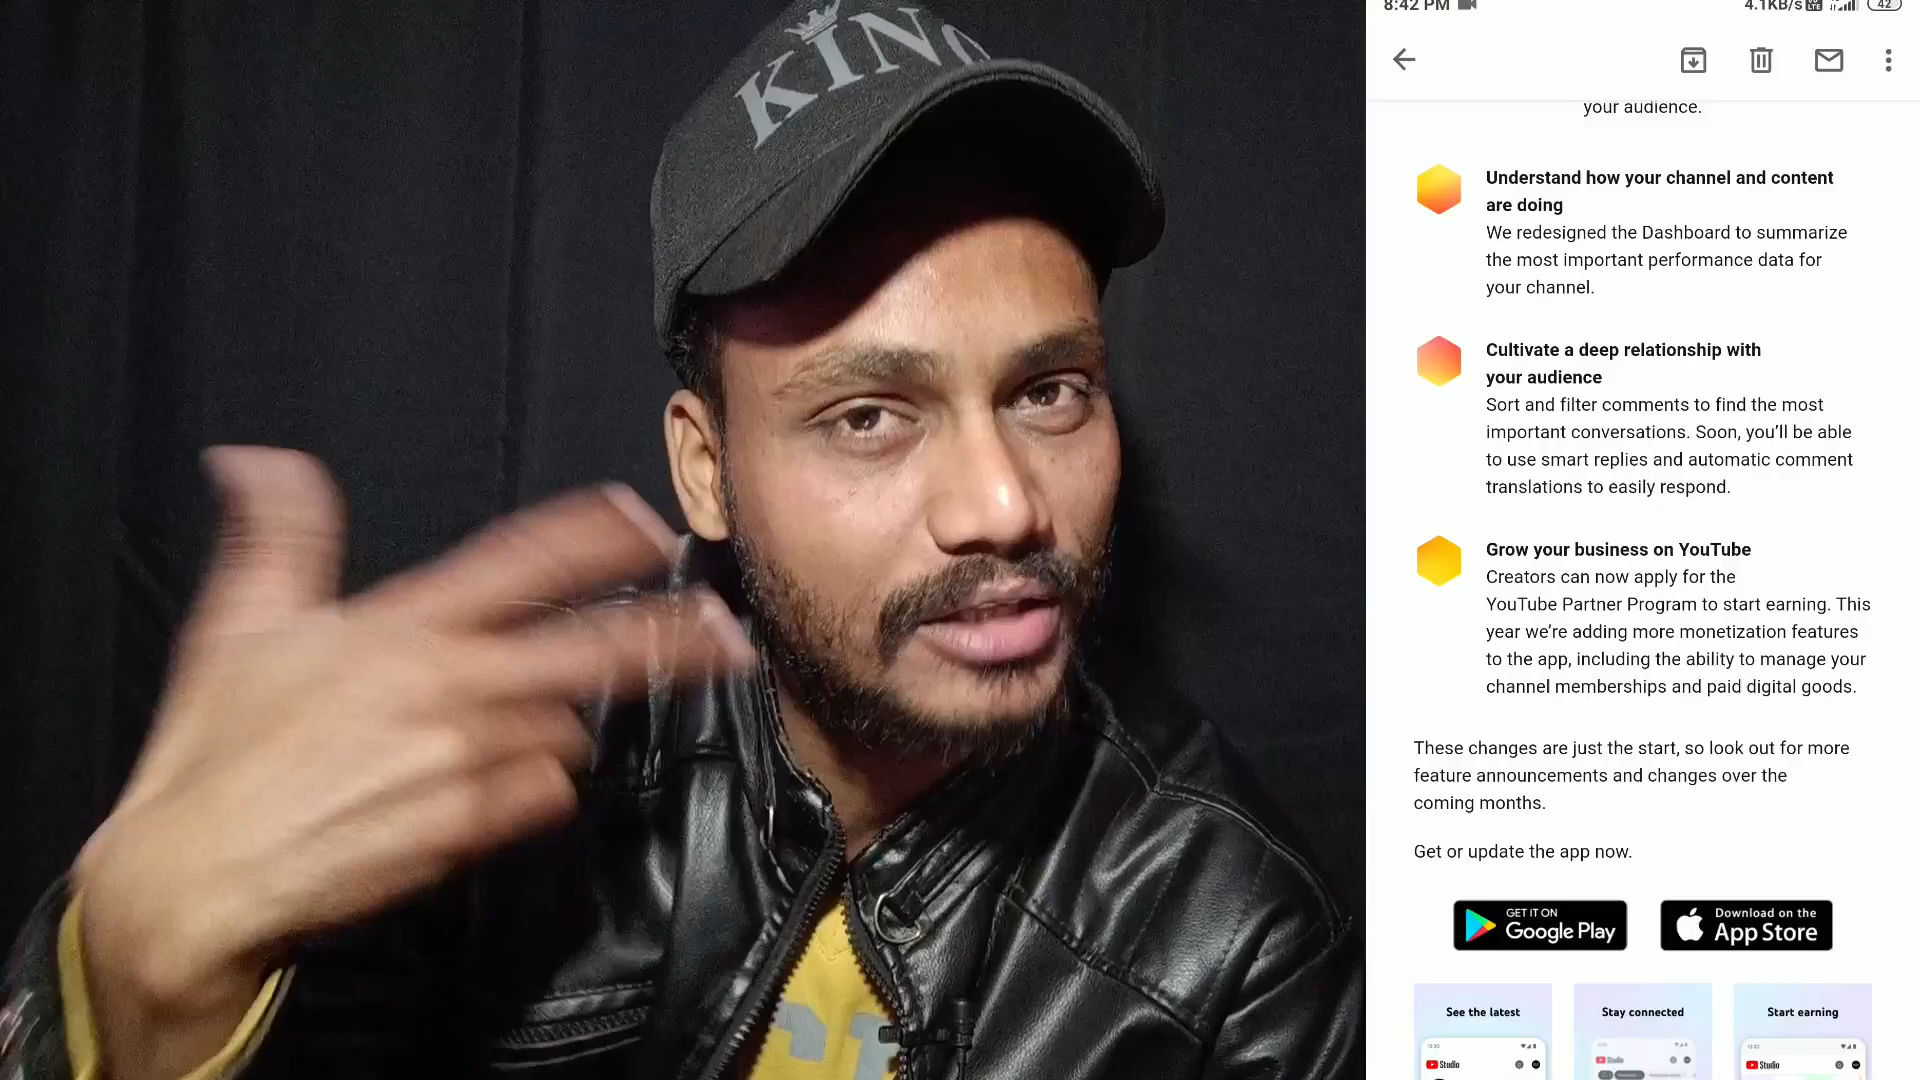 KING
8:42 PM
4.1KB/s
42
your audience.
Understand how your channel and content
are doing
We redesigned the Dashboard to summarize
the most important performance data for
your channel.
Cultivate a deep relationship with
your audience
Sort and filter comments to find the most
important conversations. Soon, you’ll be able
to use smart replies and automatic comment
translations to easily respond.
Grow your business on YouTube
Creators can now apply for the
YouTube Partner Program to start earning. This
year we’re adding more monetization features
to the app, including the ability to manage your
channel memberships and paid digital goods.
These changes are just the start, so look out for more
feature announcements and changes over the
coming months.
Get or update the app now.
GET IT ON
Google Play
Download on the
App Store
See the latest
Stay connected
Start earning
12:30
12:30
Studio
Studio
Studio